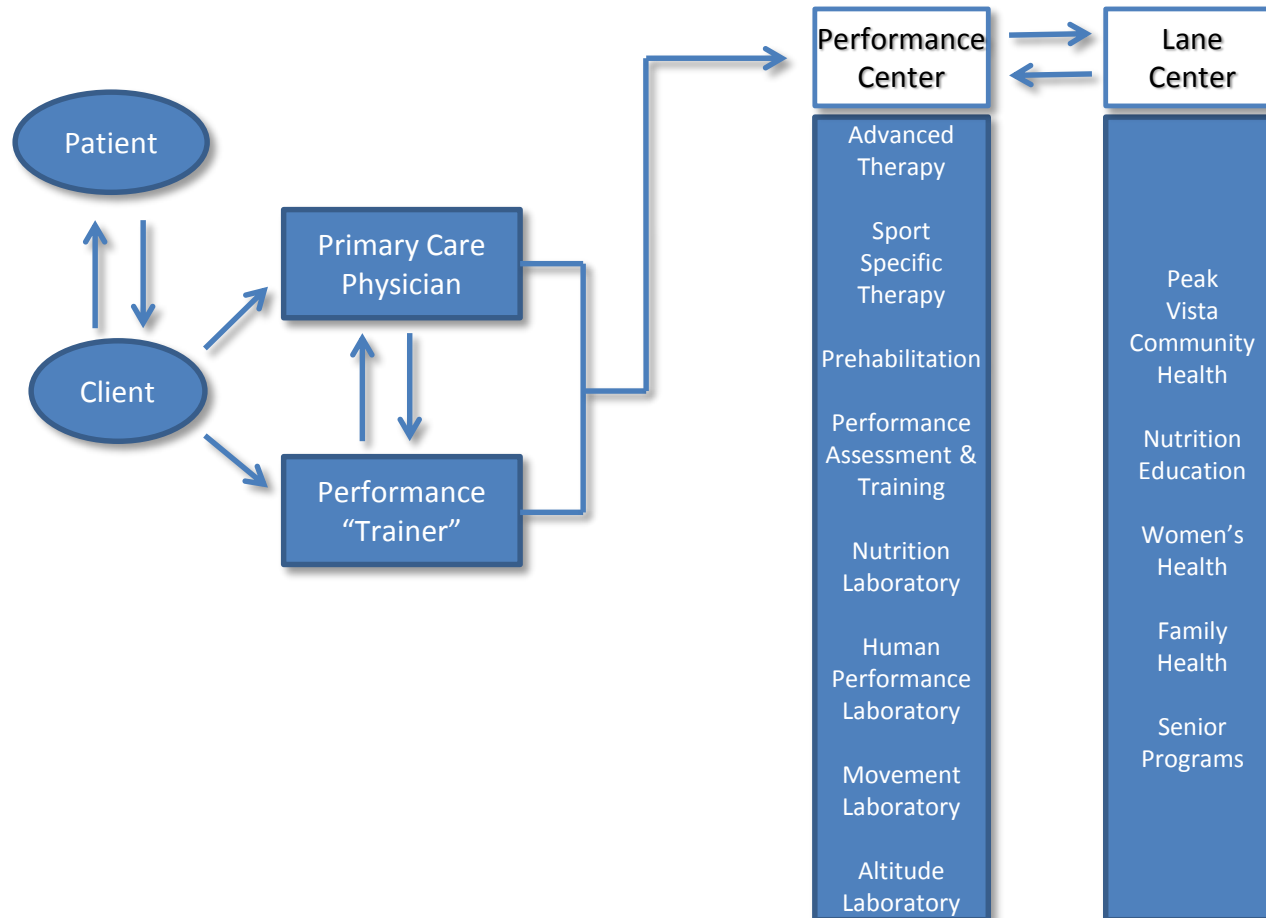 Patient
Client
Primary Care
Physician
Performance
“Trainer”
Performance
Center
Advanced
Therapy
Sport
Specific
Therapy
Prehabilitation
Performance
Assessment &
Training
Nutrition
Laboratory
Human
Performance
Laboratory
Movement
Laboratory
Altitude
Laboratory
Lane
Center
Peak
Vista
Community
Health
Nutrition
Education
Women’s
Health
Family
Health
Senior
Programs